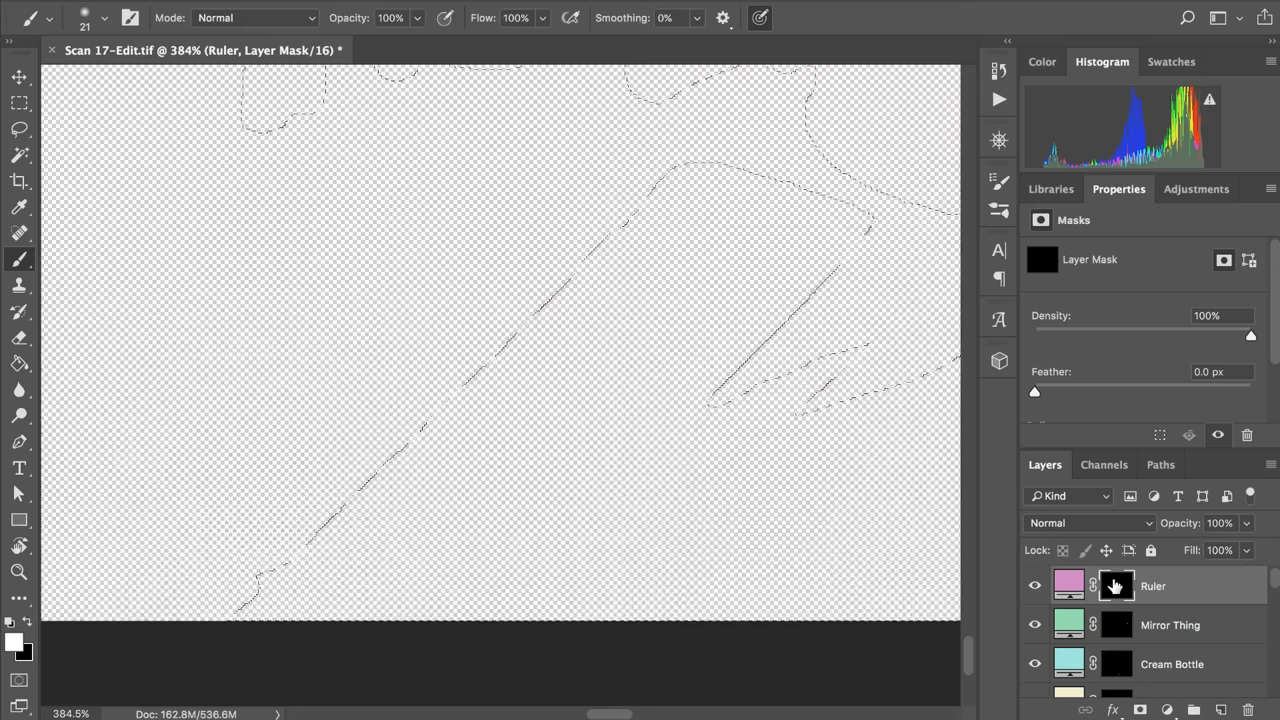 21
Mode: Normal
Opacity: 100%
Flow: 100%
Smoothing: 0%
Scan 17-Edit.tif @ 384% (Ruler, Layer Mask/16) *
Color
Histogram
Swatches
Libraries
Properties
Adjustments
Masks
Layer Mask
Density: 100%
Feather: 0.0 px
Layers
Channels
Paths
Kind
Normal
Opacity: 100%
Lock:
Fill: 100%
Ruler
Mirror Thing
Cream Bottle
384.5%
Doc: 162.8M/536.6M